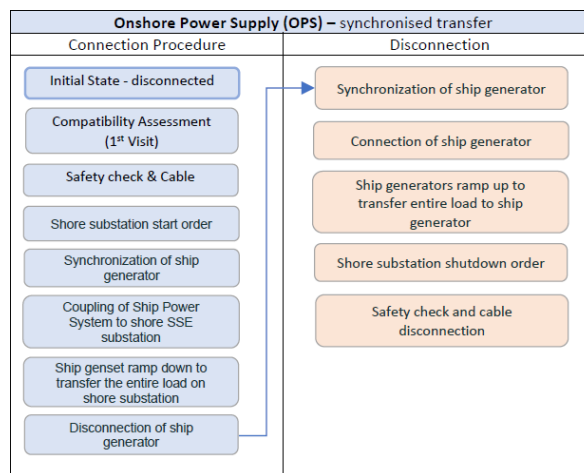 Onshore Power Supply (OPS) – synchronised transfer
Connection Procedure
Initial State - disconnected
Compatibility Assessment
(1st Visit)
Safety check & Cable
Shore substation start order
Synchronization of ship
generator
Coupling of Ship Power
System to shore SSE
substation
Ship genset ramp down to
transfer the entire load on
shore substation
Disconnection of ship
generator
Disconnection
Synchronization of ship generator
Connection of ship generator
Ship generators ramp up to
transfer entire load to ship
generator
Shore substation shutdown order
Safety check and cable
disconnection